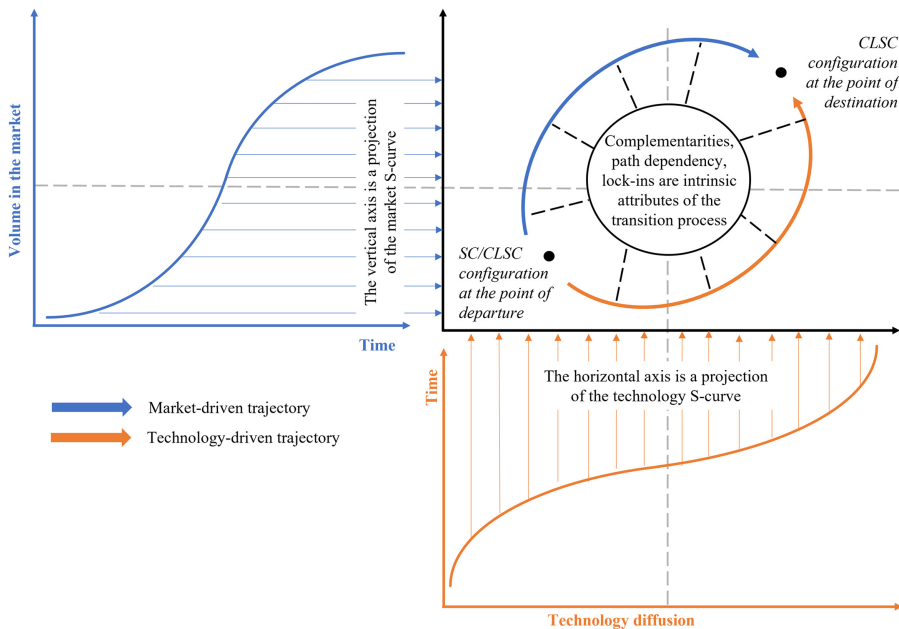 Volume in the market
Time
The vertical axis is a projection
of the market S-curve
CLSC
configuration
at the point of
destination
Complementarities,
path dependency,
lock-ins are intrinsic
attributes of the
transition process
SC/CLSC
configuration
at the point of
departure
Market-driven trajectory
Technology-driven trajectory
Time
The horizontal axis is a projection
of the technology S-curve
Technology diffusion